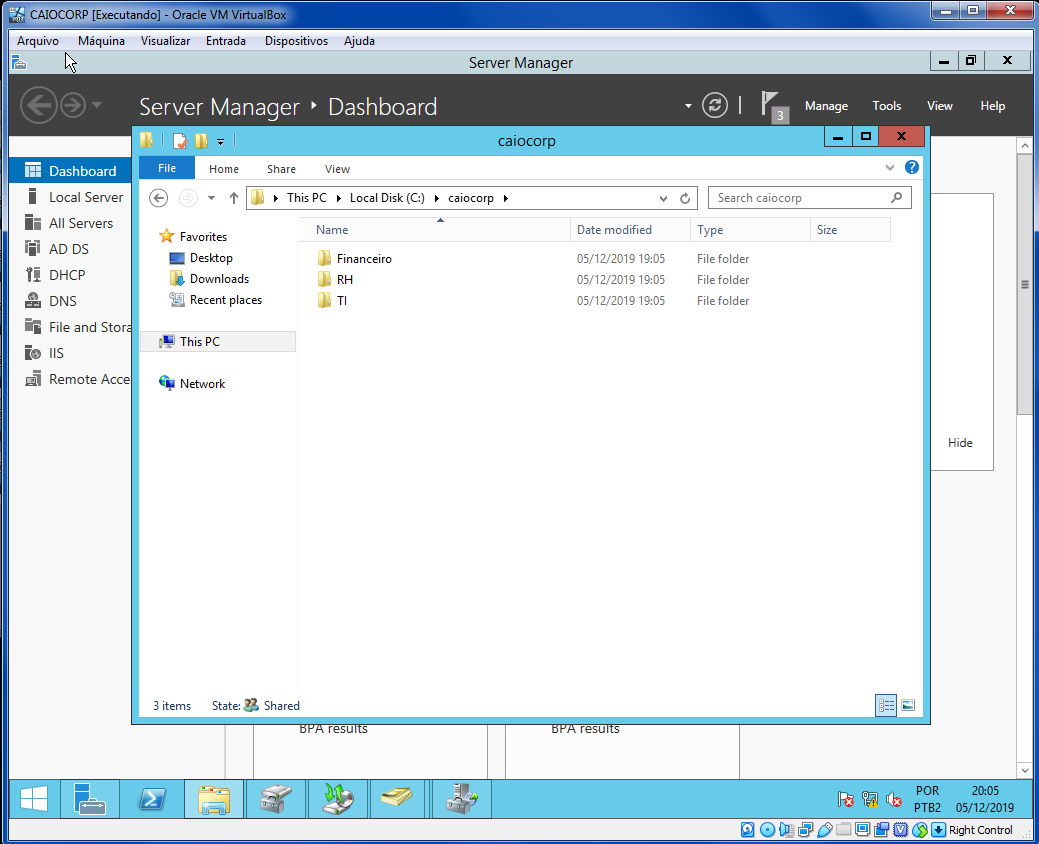 CAIOCORP [Executando] - Oracle VM VirtualBox
Arquivo Máquina Visualizar Entrada Dispositivos Ajuda
Server Manager
Server Manager Dashboard
3 Manage Tools View Help
caiocorp
File Home Share View
This PC Local Disk (C:) caiocorp
Search caiocorp
Dashboard
Local Server
All Servers
AD DS
DHCP
DNS
File and Stora
IIS
Remote Acce
Favorites
Desktop
Downloads
Recent places
This PC
Network
Name Date modified Type Size
Financeiro 05/12/2019 19:05 File folder
RH 05/12/2019 19:05 File folder
TI 05/12/2019 19:05 File folder
Hide
3 items State: Shared
BPA results BPA results
POR 20:05
PTB2 05/12/2019
Right Control